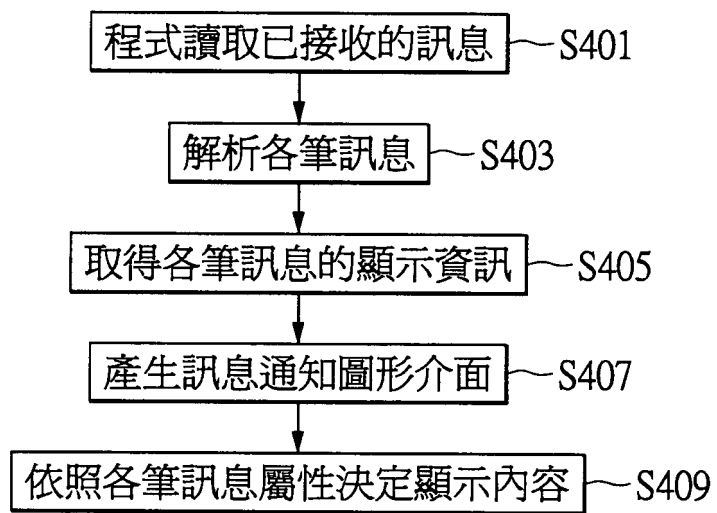 程式讀取已接收的訊息 S401
解析各筆訊息 S403
取得各筆訊息的顯示資訊 S405
產生訊息通知圖形介面 S407
依照各筆訊息屬性決定顯示內容 S409